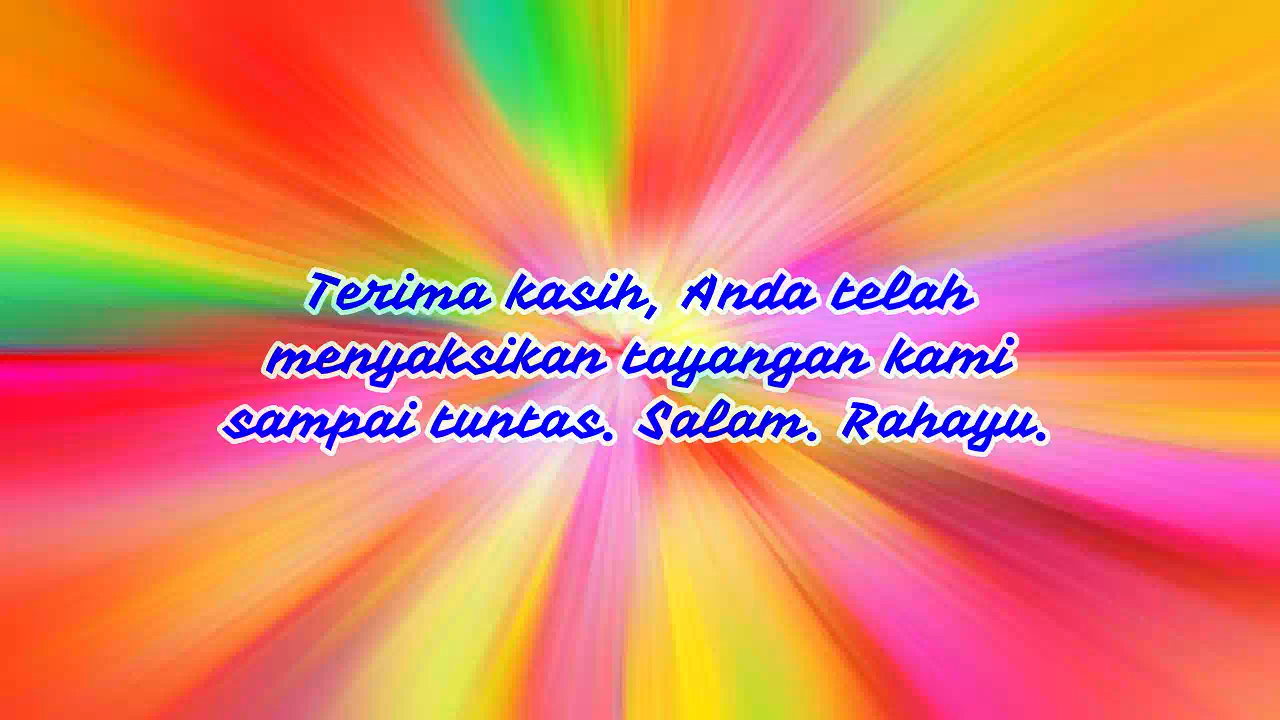 Terima kasih, Anda telah
menyaksikan tayangan kami
sampai tuntas. Salam. Rahayu.